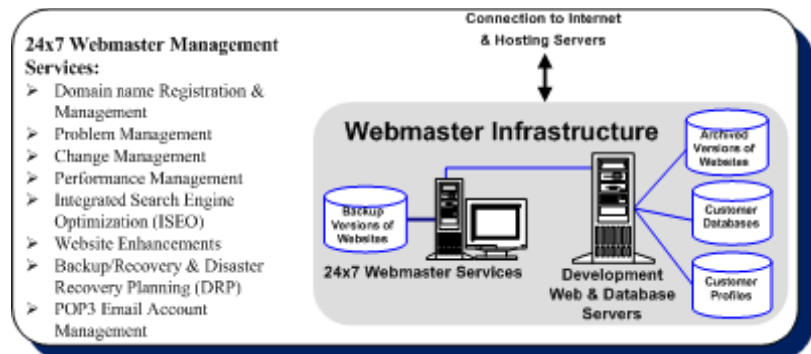 24x7 Webmaster Management
Services:
➢ Domain name Registration &
Management
➢ Problem Management
➢ Change Management
➢ Performance Management
➢ Integrated Search Engine
Optimization (ISEO)
➢ Website Enhancements
➢ Backup/Recovery & Disaster
Recovery Planning (DRP)
➢ POP3 Email Account
Management
Connection to Internet
& Hosting Servers
Webmaster Infrastructure
Backup
Versions of
Websites
24x7 Webmaster Services
Development
Web & Database
Servers
Archived
Versions of
Websites
Customer
Databases
Customer
Profiles